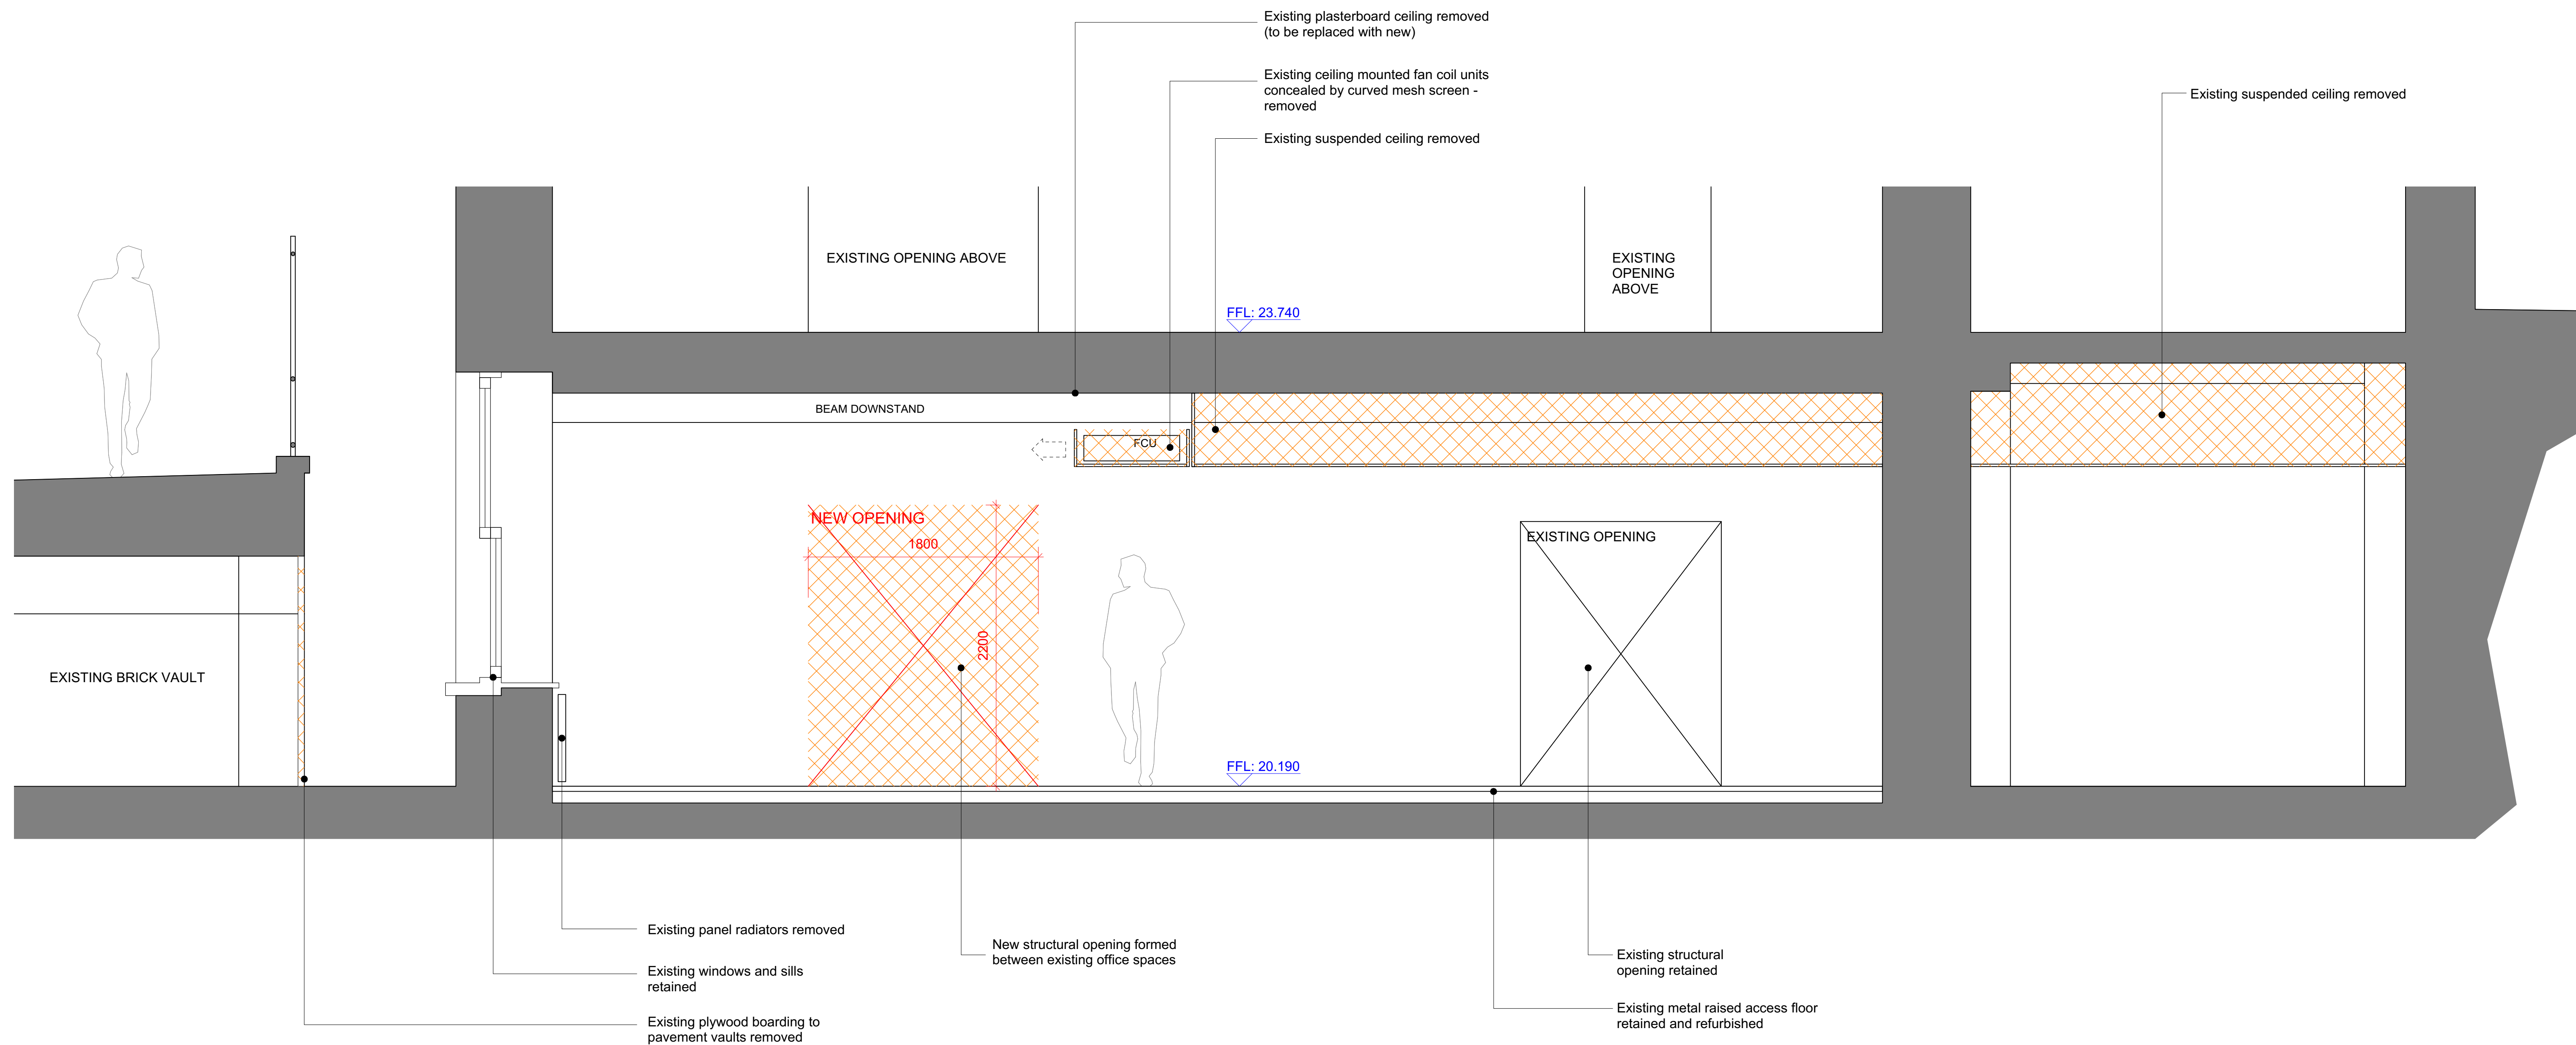 Existing plasterboard ceiling removed
(to be replaced with new)
Existing ceiling mounted fan coil units
concealed by curved mesh screen -
removed
Existing suspended ceiling removed
Existing suspended ceiling removed
EXISTING OPENING ABOVE
EXISTING
OPENING
ABOVE
FFL: 23.740
BEAM DOWNSTAND
FCU
NEW OPENING
1800
2200
EXISTING OPENING
EXISTING BRICK VAULT
FFL: 20.190
Existing panel radiators removed
Existing windows and sills
retained
Existing plywood boarding to
pavement vaults removed
New structural opening formed
between existing office spaces
Existing structural
opening retained
Existing metal raised access floor
retained and refurbished